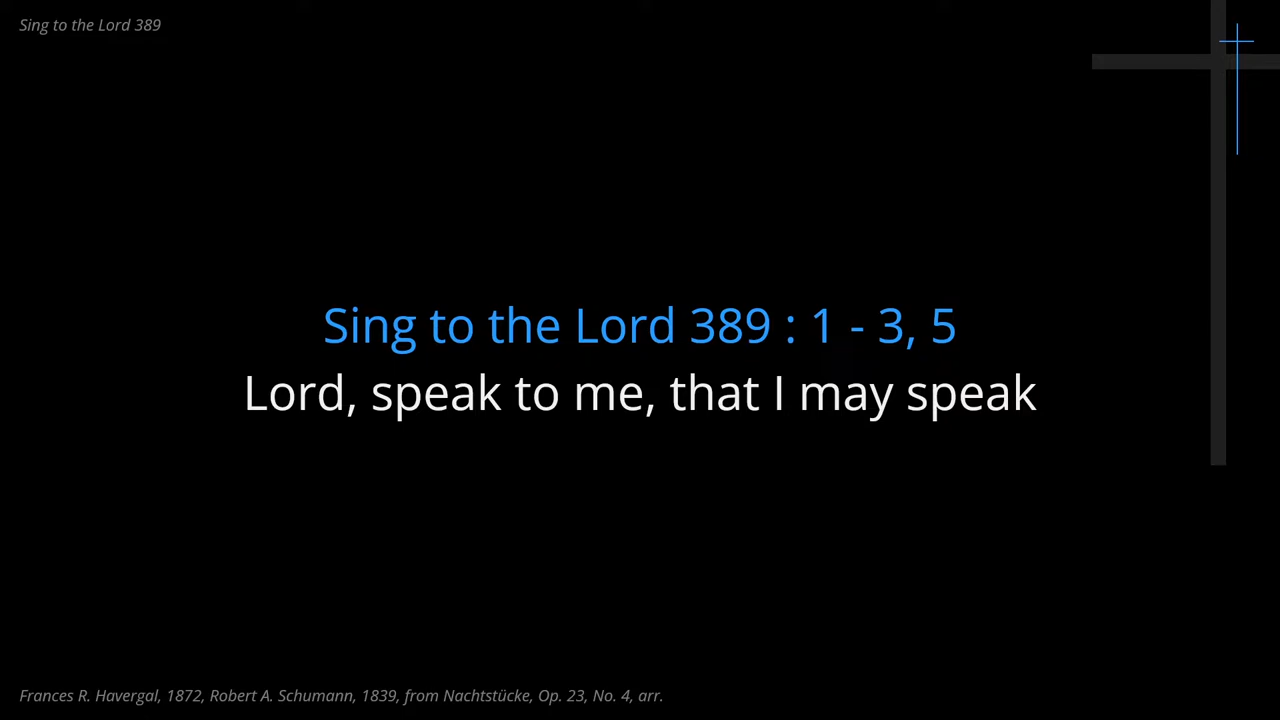 Sing to the Lord 389
Sing to the Lord 389 : 1 - 3, 5
Lord, speak to me, that I may speak
Frances R. Havergal, 1872, Robert A. Schumann, 1839, from Nachtstücke, Op. 23, No. 4, arr.